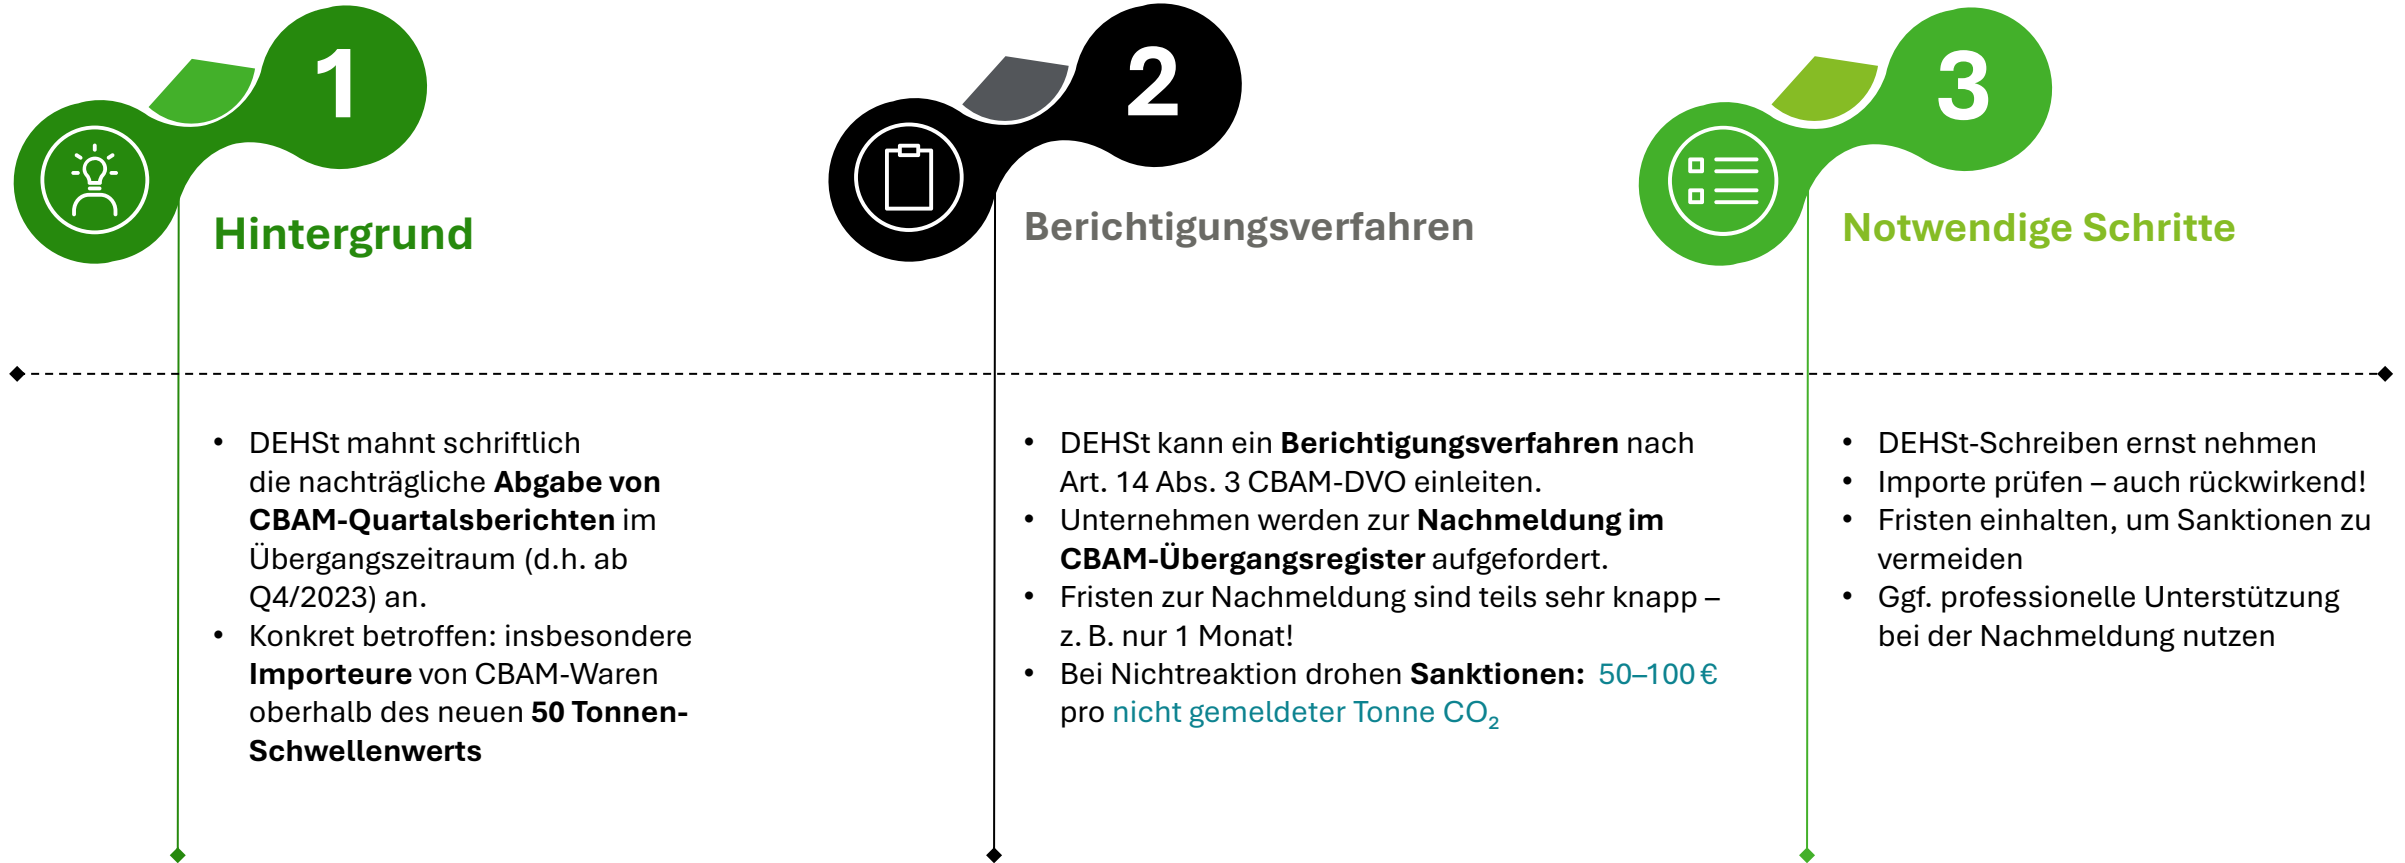 1
Hintergrund
• DEHSt mahnt schriftlich
die nachträgliche Abgabe von
CBAM-Quartalsberichten im
Übergangszeitraum (d.h. ab
Q4/2023) an.
• Konkret betroffen: insbesondere
Importeure von CBAM-Waren
oberhalb des neuen 50 Tonnen-
Schwellenwerts
2
Berichtigungsverfahren
• DEHSt kann ein Berichtigungsverfahren nach
Art. 14 Abs. 3 CBAM-DVO einleiten.
• Unternehmen werden zur Nachmeldung im
CBAM-Übergangsregister aufgefordert.
• Fristen zur Nachmeldung sind teils sehr knapp –
z. B. nur 1 Monat!
• Bei Nichtreaktion drohen Sanktionen: 50–100 €
pro nicht gemeldeter Tonne CO₂
3
Notwendige Schritte
• DEHSt-Schreiben ernst nehmen
• Importe prüfen – auch rückwirkend!
• Fristen einhalten, um Sanktionen zu
vermeiden
• Ggf. professionelle Unterstützung
bei der Nachmeldung nutzen